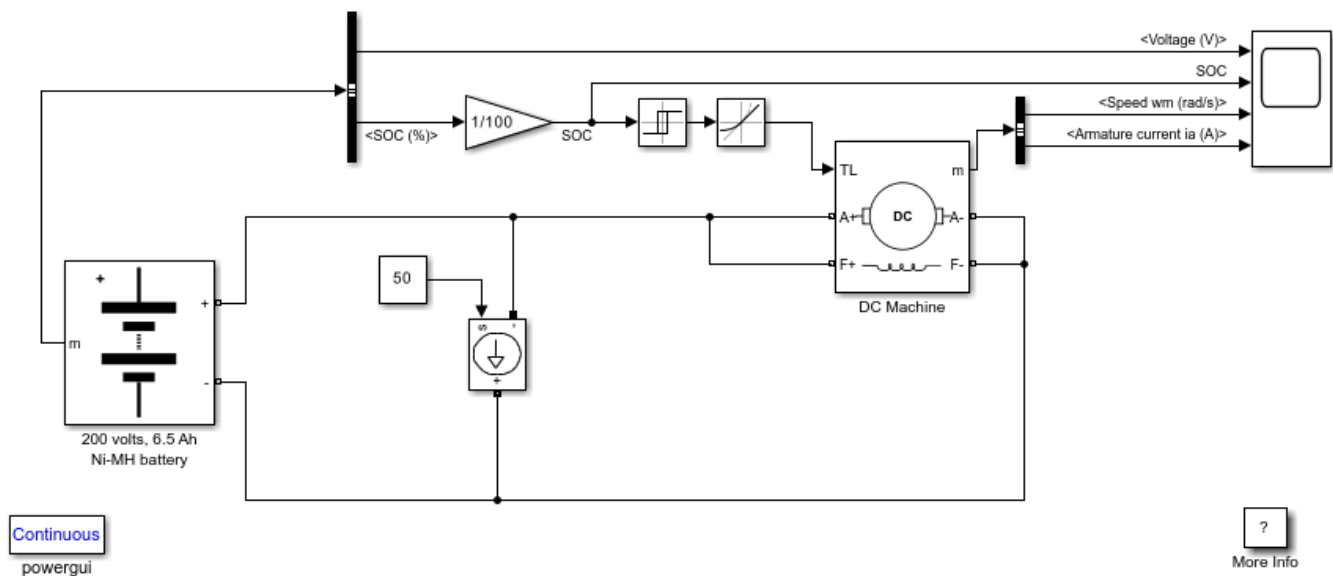 <Voltage (V)>
SOC
<Speed wm (rad/s)>
<Armature current ia (A)>
<SOC (%)>
1/100
SOC
TL
m
A+
DC
A-
F+
F-
DC Machine
50
s
-
+
+
+
m
-
200 volts, 6.5 Ah
Ni-MH battery
Continuous
powergui
?
More Info